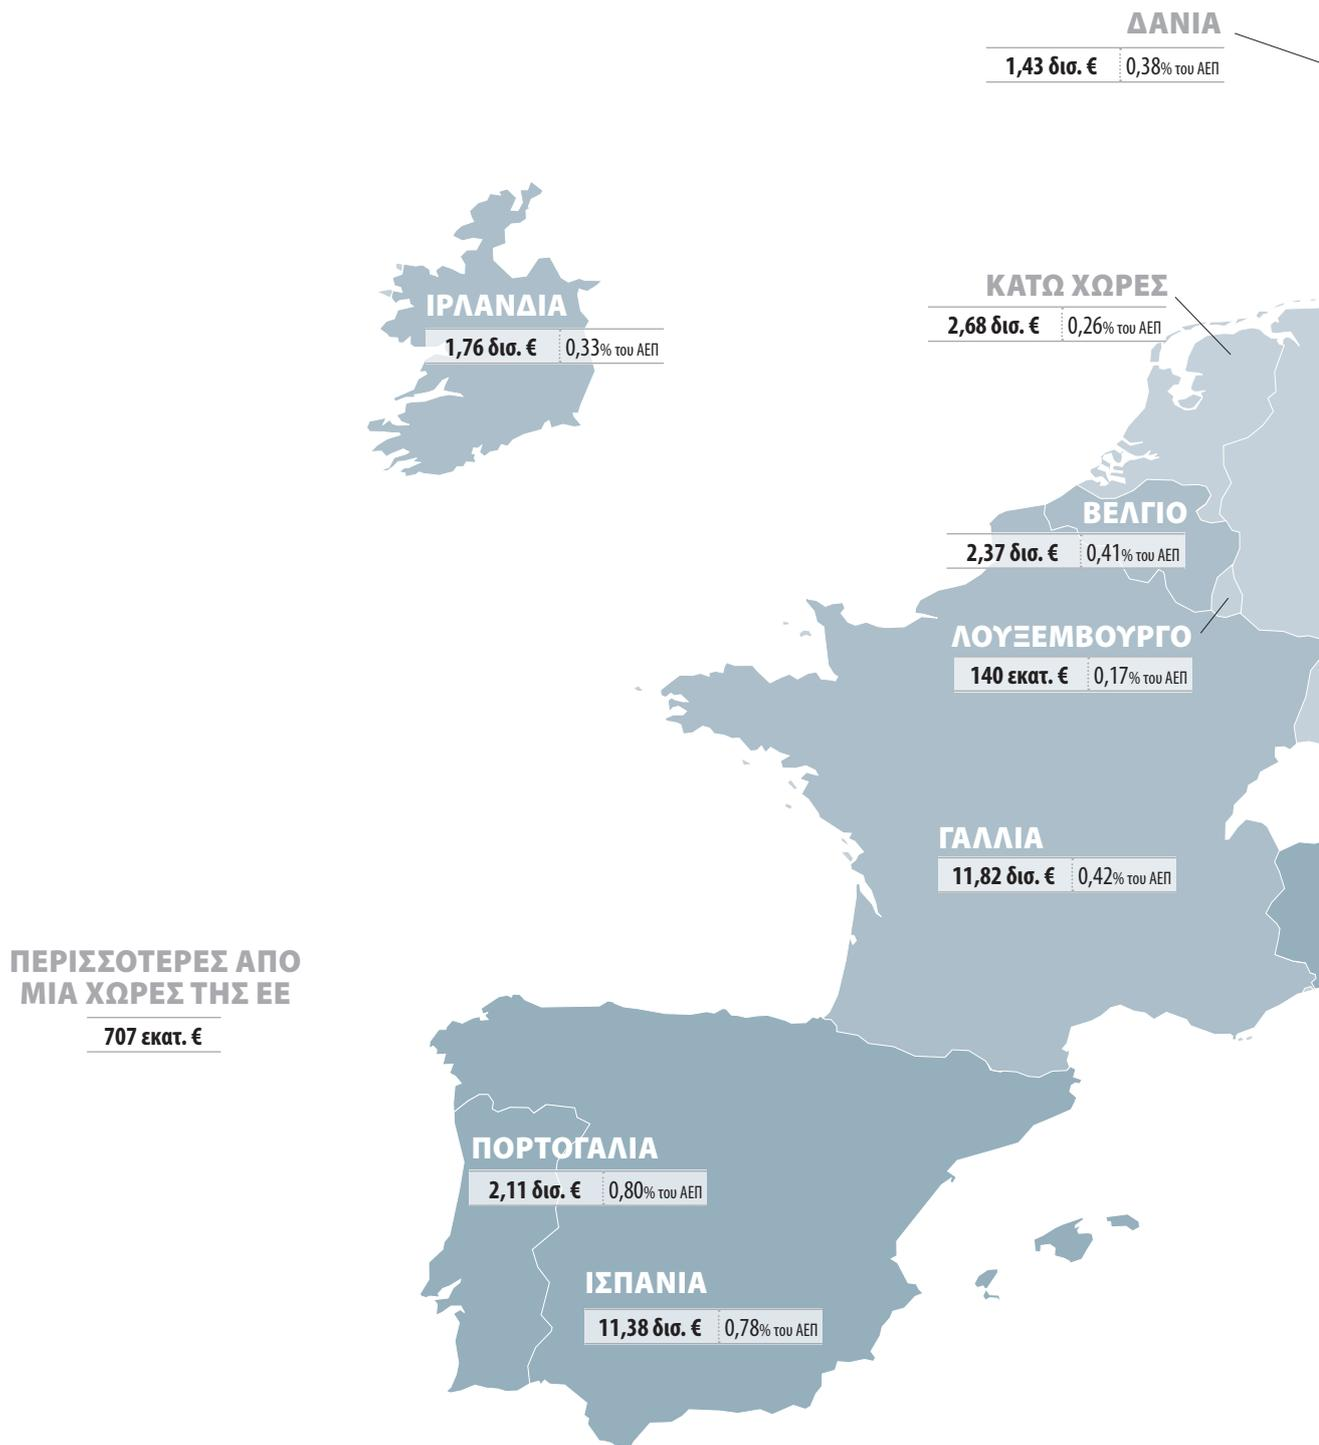 ΔΑΝΙΑ
1,43 δισ. € 0,38% του ΑΕΠ
ΙΡΛΑΝΔΙΑ
1,76 δισ. € 0,33% του ΑΕΠ
ΚΑΤΩ ΧΩΡΕΣ
2,68 δισ. € 0,26% του ΑΕΠ
ΒΕΛΓΙΟ
2,37 δισ. € 0,41% του ΑΕΠ
ΛΟΥΞΕΜΒΟΥΡΓΟ
140 εκατ. € 0,17% του ΑΕΠ
ΓΑΛΛΙΑ
11,82 δισ. € 0,42% του ΑΕΠ
ΠΕΡΙΣΣΟΤΕΡΕΣ ΑΠΟ
ΜΙΑ ΧΩΡΕΣ ΤΗΣ ΕΕ
707 εκατ. €
ΠΟΡΤΟΓΑΛΙΑ
2,11 δισ. € 0,80% του ΑΕΠ
ΙΣΠΑΝΙΑ
11,38 δισ. € 0,78% του ΑΕΠ